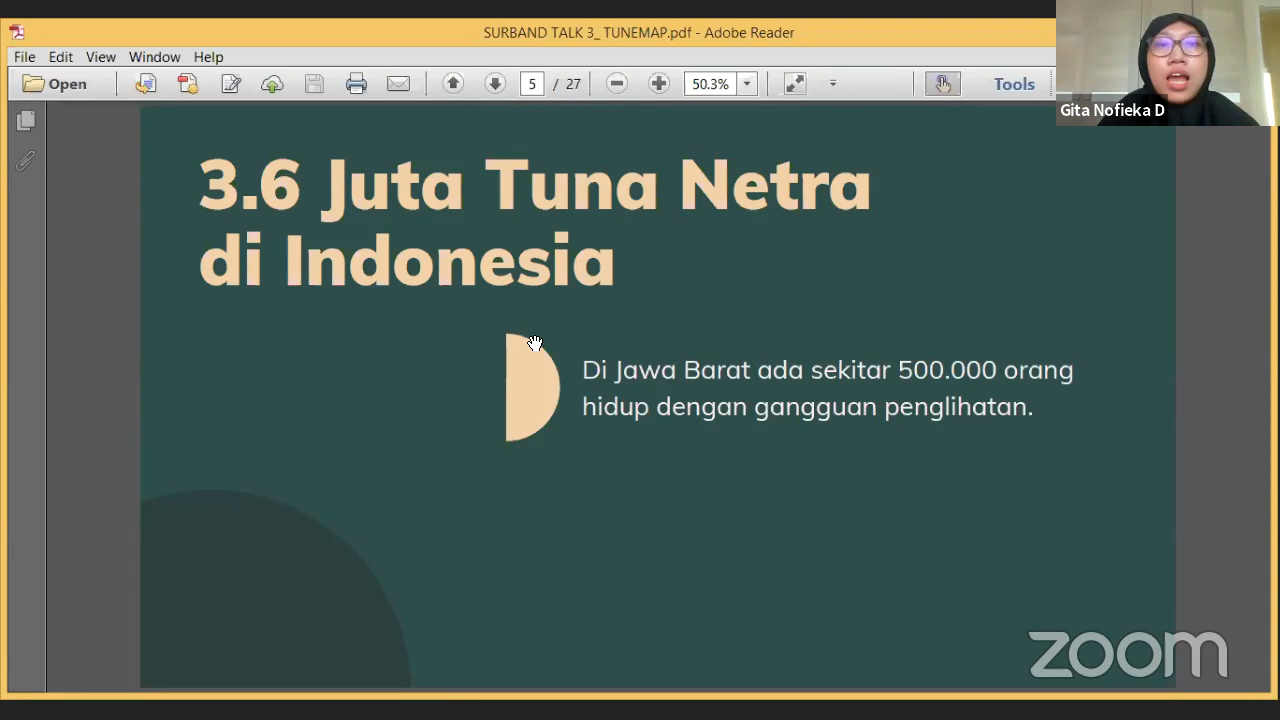 SURBAND TALK 3_ TUNEMAP.pdf - Adobe Reader
File Edit View Window Help
Open 5 / 27 50.3% Tools
Gita Nofieka D
3.6 Juta Tuna Netra
di Indonesia
Di Jawa Barat ada sekitar 500.000 orang
hidup dengan gangguan penglihatan.
zoom